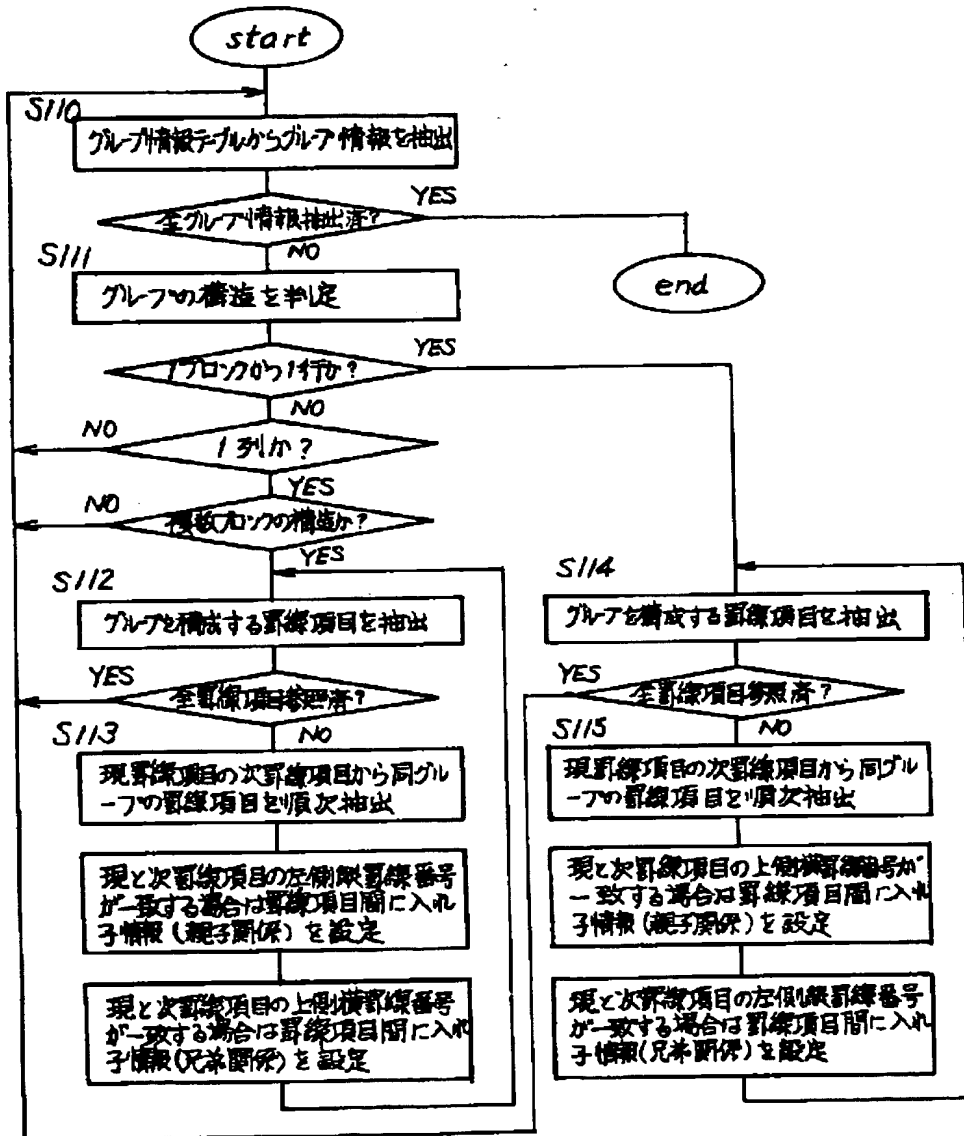 start
S110
グループ情報テーブルからグループ情報を抽出
YES
全グループ情報抽出済?
NO
S111
end
グループの構造を判定
YES
1ブロックかつ1行か?
NO
NO
1列か?
YES
NO
複数ブロックの構造か?
YES
S112
グループを構成する罫線項目を抽出
YES
全罫線項目参照済?
NO
S113
現罫線項目の次罫線項目から同グル
ープの罫線項目を順次抽出
現と次罫線項目の左側縦罫線番号
が一致する場合は罫線項目間に入れ
子情報(親子関係)を設定
現と次罫線項目の上側横罫線番号
が一致する場合は罫線項目間に入れ
子情報(兄弟関係)を設定
S114
グループを構成する罫線項目を抽出
YES
全罫線項目参照済?
NO
S115
現罫線項目の次罫線項目から同グル
ープの罫線項目を順次抽出
現と次罫線項目の上側横罫線番号が
一致する場合は罫線項目間に入れ
子情報(親子関係)を設定
現と次罫線項目の左側縦罫線番号
が一致する場合は罫線項目間に入れ
子情報(兄弟関係)を設定